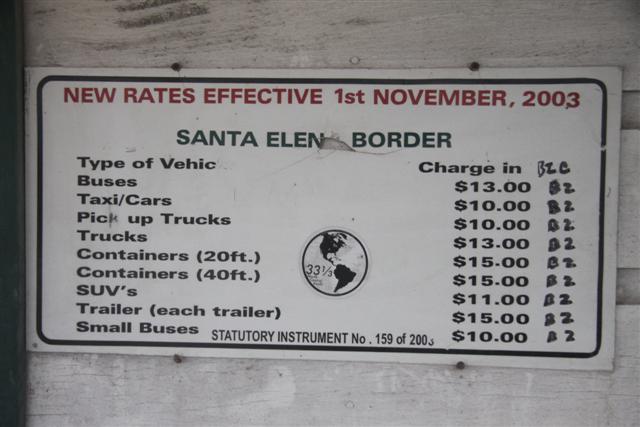 NEW RATES EFFECTIVE 1st NOVEMBER, 2003
SANTA ELEN BORDER
Type of Vehic Charge in
Buses $13.00 BZ
Taxi/Cars $10.00 BZ
Pick up Trucks $10.00 BZ
Trucks $13.00 BZ
Containers (20ft.) $15.00 BZ
Containers (40ft.) $15.00 BZ
SUV's $11.00 BZ
Trailer (each trailer) $15.00 BZ
Small Buses $10.00 BZ
33 1/3
STATUTORY INSTRUMENT No. 159 of 2003